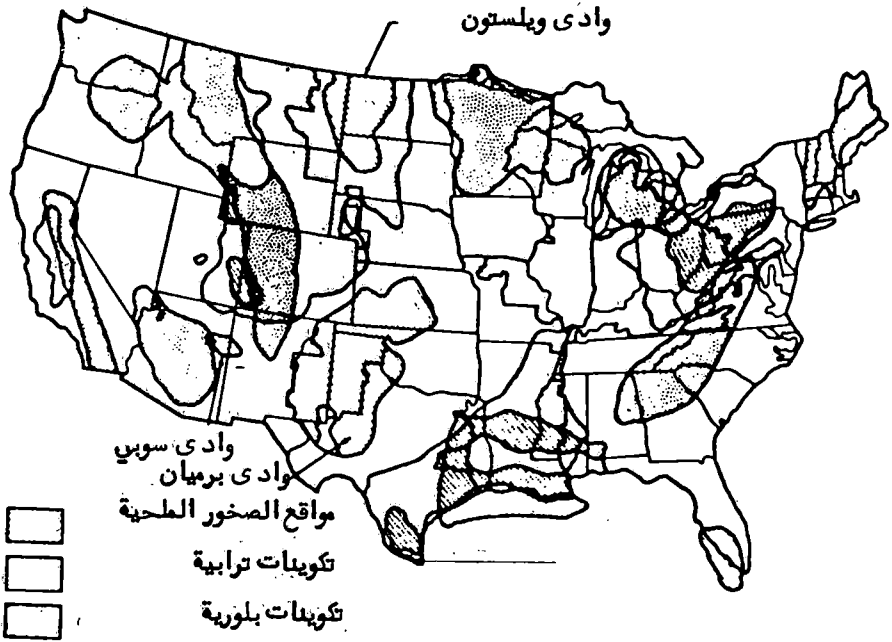 وادى ويلستون
وادى سوبي
وادى برميان
مواقع الصخور الملحية
تكوينات ترابية
تكوينات بلورية